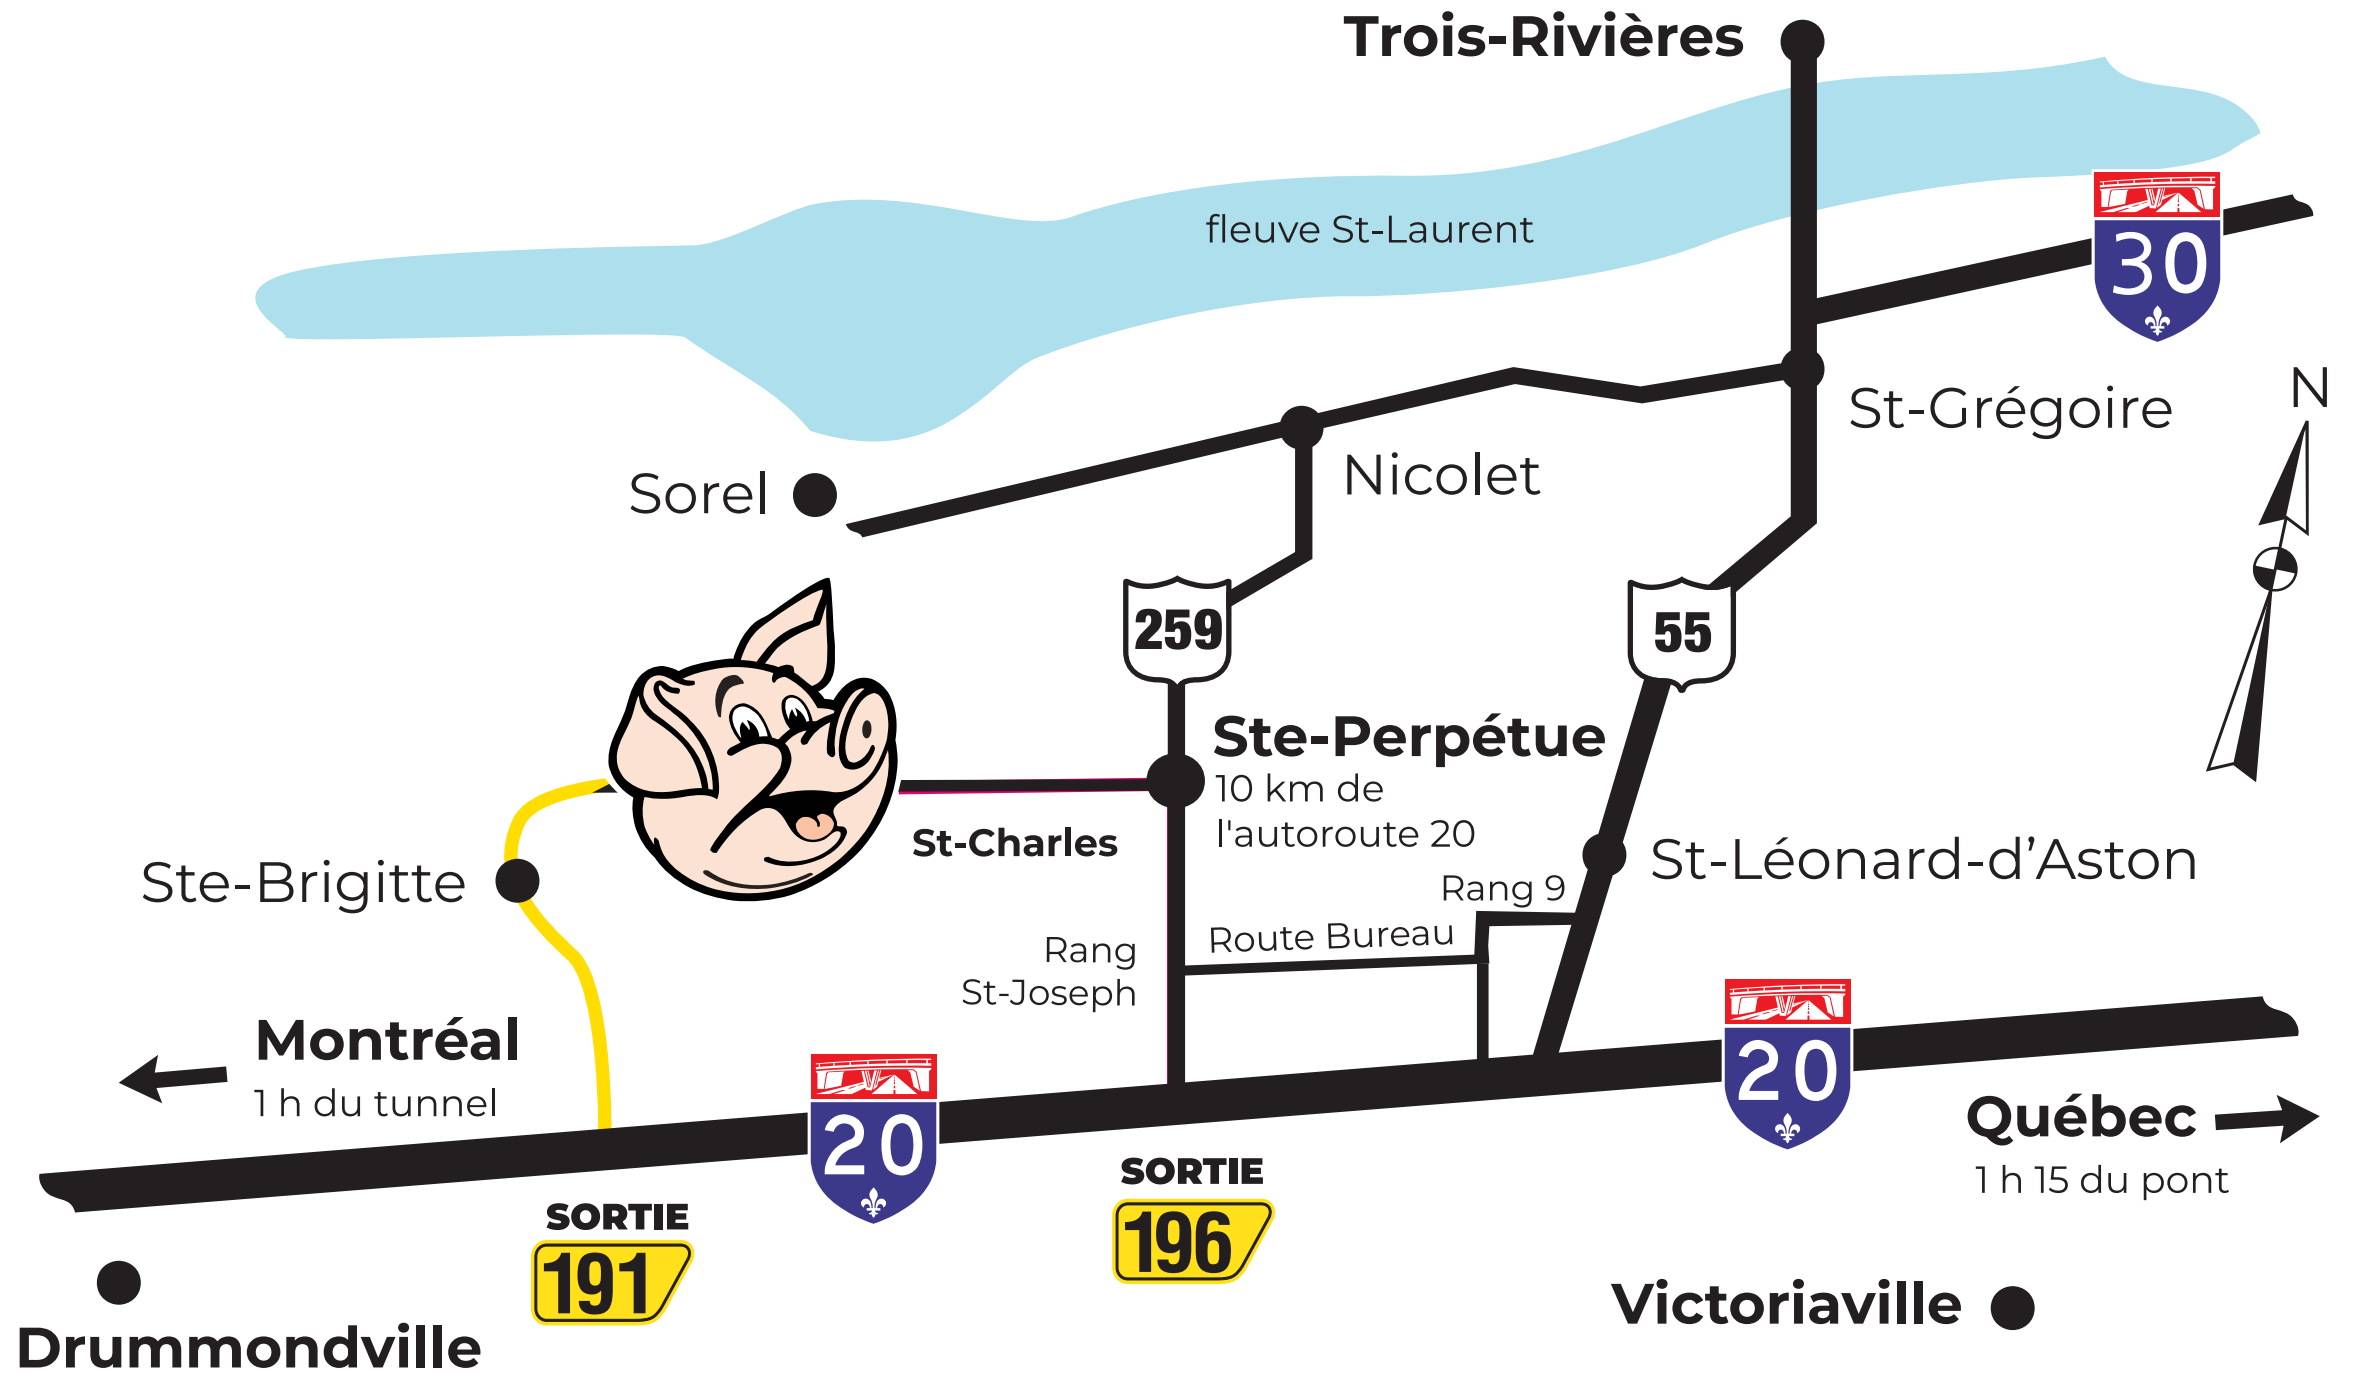 Trois-Rivières
fleuve St-Laurent
30
N
St-Grégoire
Nicolet
Sorel
259
55
Ste-Perpétue
10 km de
l'autoroute 20
St-Charles
St-Léonard-d’Aston
Ste-Brigitte
Rang 9
Route Bureau
Rang
St-Joseph
Montréal
1 h du tunnel
20
20
Québec
1 h 15 du pont
SORTIE
196
SORTIE
191
Victoriaville
Drummondville